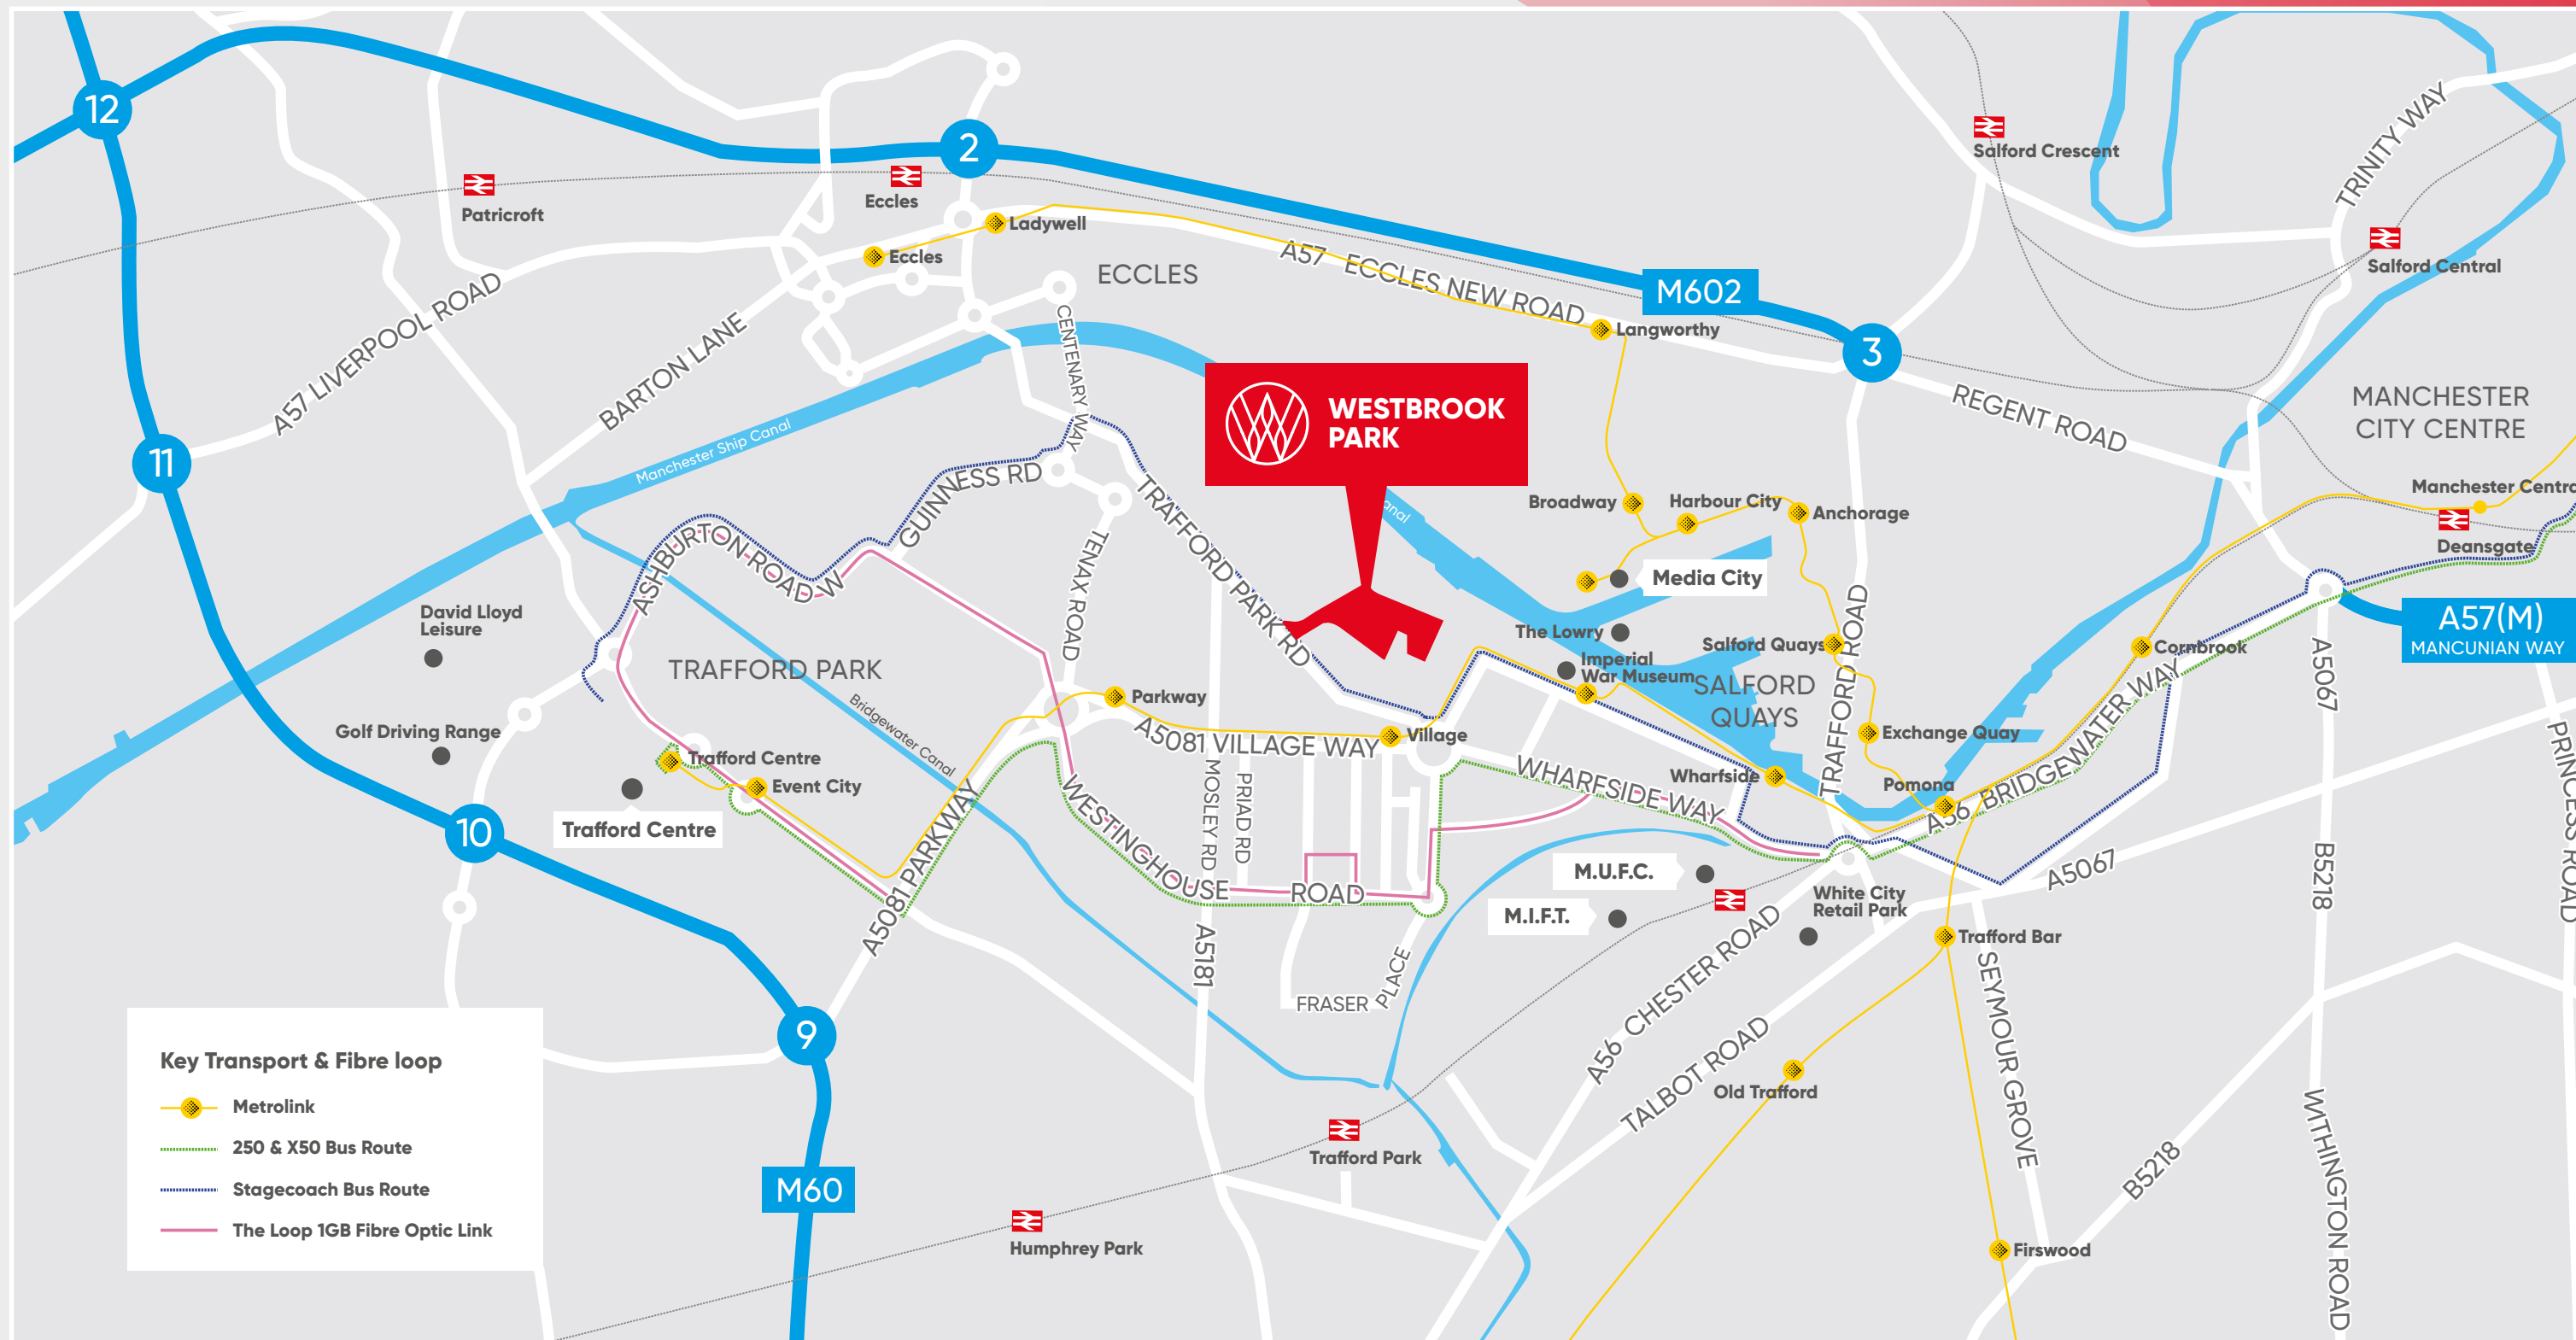 12
2
Salford Crescent
TRINITY WAY
Patricroft
Eccles
Ladywell
Eccles
ECCLES
A57 ECCLES NEW ROAD
M602
Salford Central
Langworthy
3
A57 LIVERPOOL ROAD
BARTON LANE
CENTENARY WAY
WESTBROOK
PARK
REGENT ROAD
MANCHESTER
CITY CENTRE
11
Manchester Ship Canal
GUINNESS RD
TRAFFORD PARK RD
anal
Broadway
Harbour City
Anchorage
Manchester Centra
Deansgate
ASHBURTON ROAD W
TENAX ROAD
Media City
David Lloyd
Leisure
TRAFFORD PARK
The Lowry
Imperial
War Museum
Salford Quays
SALFORD
QUAYS
TRAFFORD ROAD
Cornbrook
A57(M)
MANCUNIAN WAY
A5067
Bridgewater Canal
Parkway
A5081 VILLAGE WAY
Village
Golf Driving Range
Trafford Centre
Event City
Trafford Centre
10
A5081 PARKWAY
WESTINGHOUSE ROAD
MOSLEY RD
PRIAD RD
WHARFSIDE WAY
Wharfside
Exchange Quay
Pomona
A56 BRIDGEWATER WAY
PRINCESS ROAD
A5067
B5218
M.U.F.C.
M.I.F.T.
White City
Retail Park
Trafford Bar
A5181
FRASER PLACE
A56 CHESTER ROAD
TALBOT ROAD
SEYMOUR GROVE
Old Trafford
9
M60
Trafford Park
Humphrey Park
B5218
WITHINGTON ROAD
Firswood
Key Transport & Fibre loop
Metrolink
250 & X50 Bus Route
Stagecoach Bus Route
The Loop 1GB Fibre Optic Link